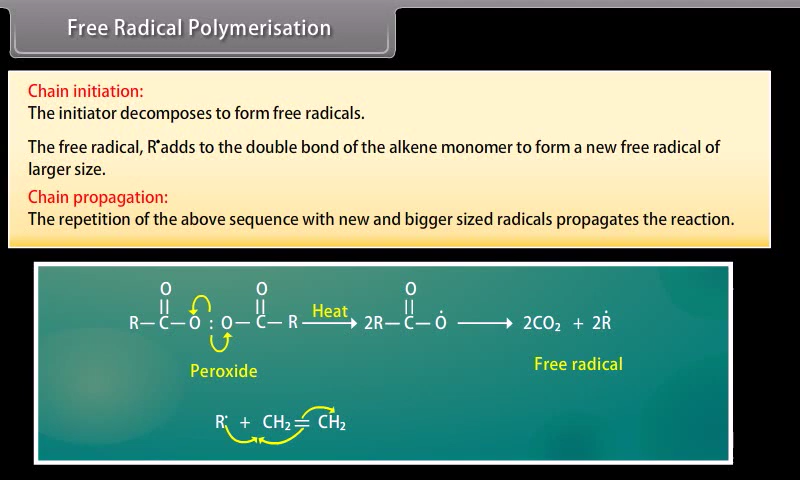 Free Radical Polymerisation
Chain initiation:
The initiator decomposes to form free radicals.
The free radical, R• adds to the double bond of the alkene monomer to form a new free radical of
larger size.
Chain propagation:
The repetition of the above sequence with new and bigger sized radicals propagates the reaction.
O O O
|| || ||
R—C—O : O—C—R Heat→ 2R—C—Ȯ → 2CO₂ + 2Ṙ
Peroxide Free radical
R· + CH₂=CH₂